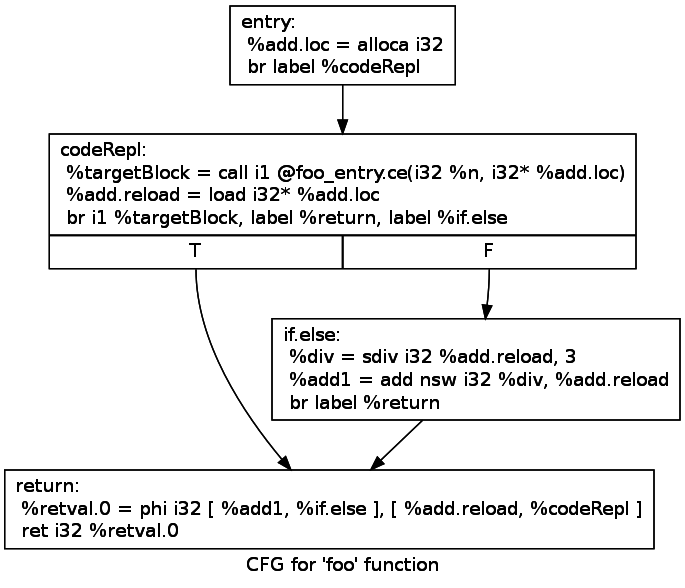 entry:
%add.loc = alloca i32
br label %codeRepl
codeRepl:
%targetBlock = call i1 @foo_entry.ce(i32 %n, i32* %add.loc)
%add.reload = load i32* %add.loc
br i1 %targetBlock, label %return, label %if.else
T F
if.else:
%div = sdiv i32 %add.reload, 3
%add1 = add nsw i32 %div, %add.reload
br label %return
return:
%retval.0 = phi i32 [ %add1, %if.else ], [ %add.reload, %codeRepl ]
ret i32 %retval.0
CFG for 'foo' function